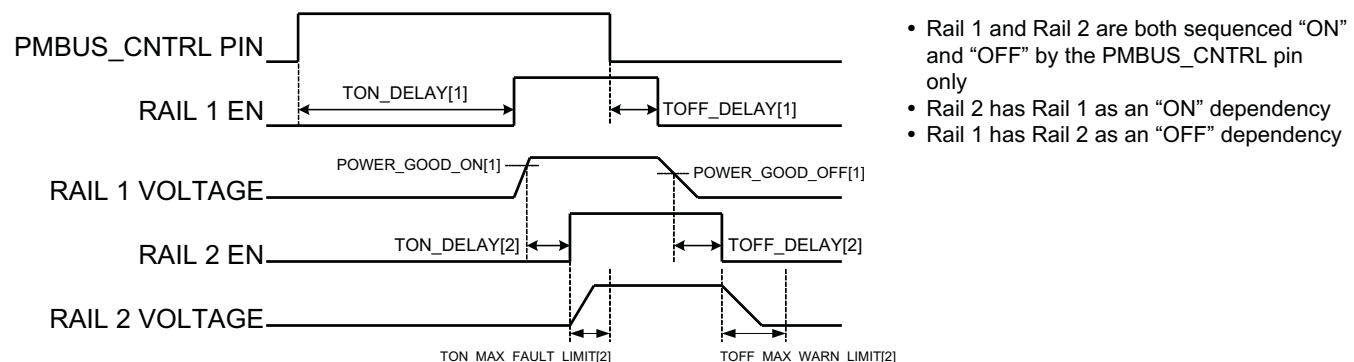 PMBUS_CNTRL PIN
TON_DELAY[1]
TOFF_DELAY[1]
RAIL 1 EN
POWER_GOOD_ON[1]
POWER_GOOD_OFF[1]
RAIL 1 VOLTAGE
TON_DELAY[2]
TOFF_DELAY[2]
RAIL 2 EN
RAIL 2 VOLTAGE
TON_MAX_FAULT_LIMIT[2]
TOFF_MAX_WARN_LIMIT[2]
• Rail 1 and Rail 2 are both sequenced “ON”
and “OFF” by the PMBUS_CNTRL pin
only
• Rail 2 has Rail 1 as an “ON” dependency
• Rail 1 has Rail 2 as an “OFF” dependency